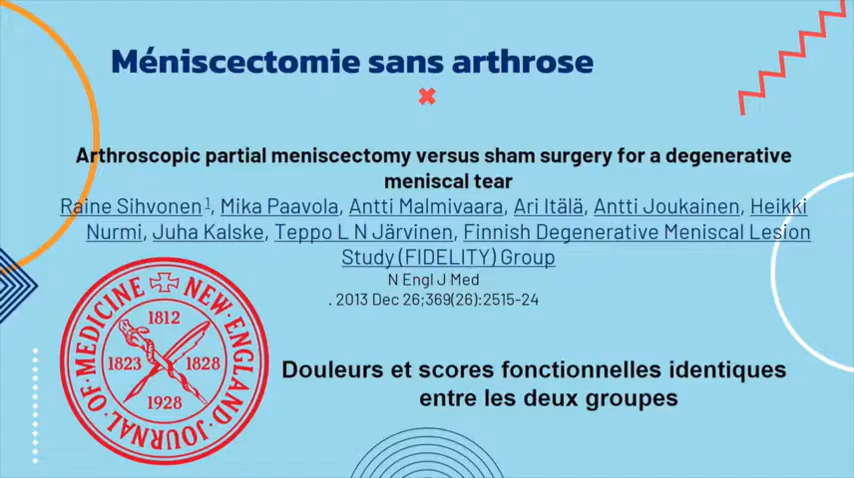 Méniscectomie sans arthrose
Arthroscopic partial meniscectomy versus sham surgery for a degenerative
meniscal tear
Raine Sihvonen 1, Mika Paavola, Antti Malmivaara, Ari Itälä, Antti Joukainen, Heikki
Nurmi, Juha Kalske, Teppo L N Järvinen, Finnish Degenerative Meniscal Lesion
Study (FIDELITY) Group
N Engl J Med
. 2013 Dec 26;369(26):2515-24
NEW ENGLAND JOURNAL OF MEDICINE
1812
1823 1828
1928
Douleurs et scores fonctionnelles identiques
entre les deux groupes